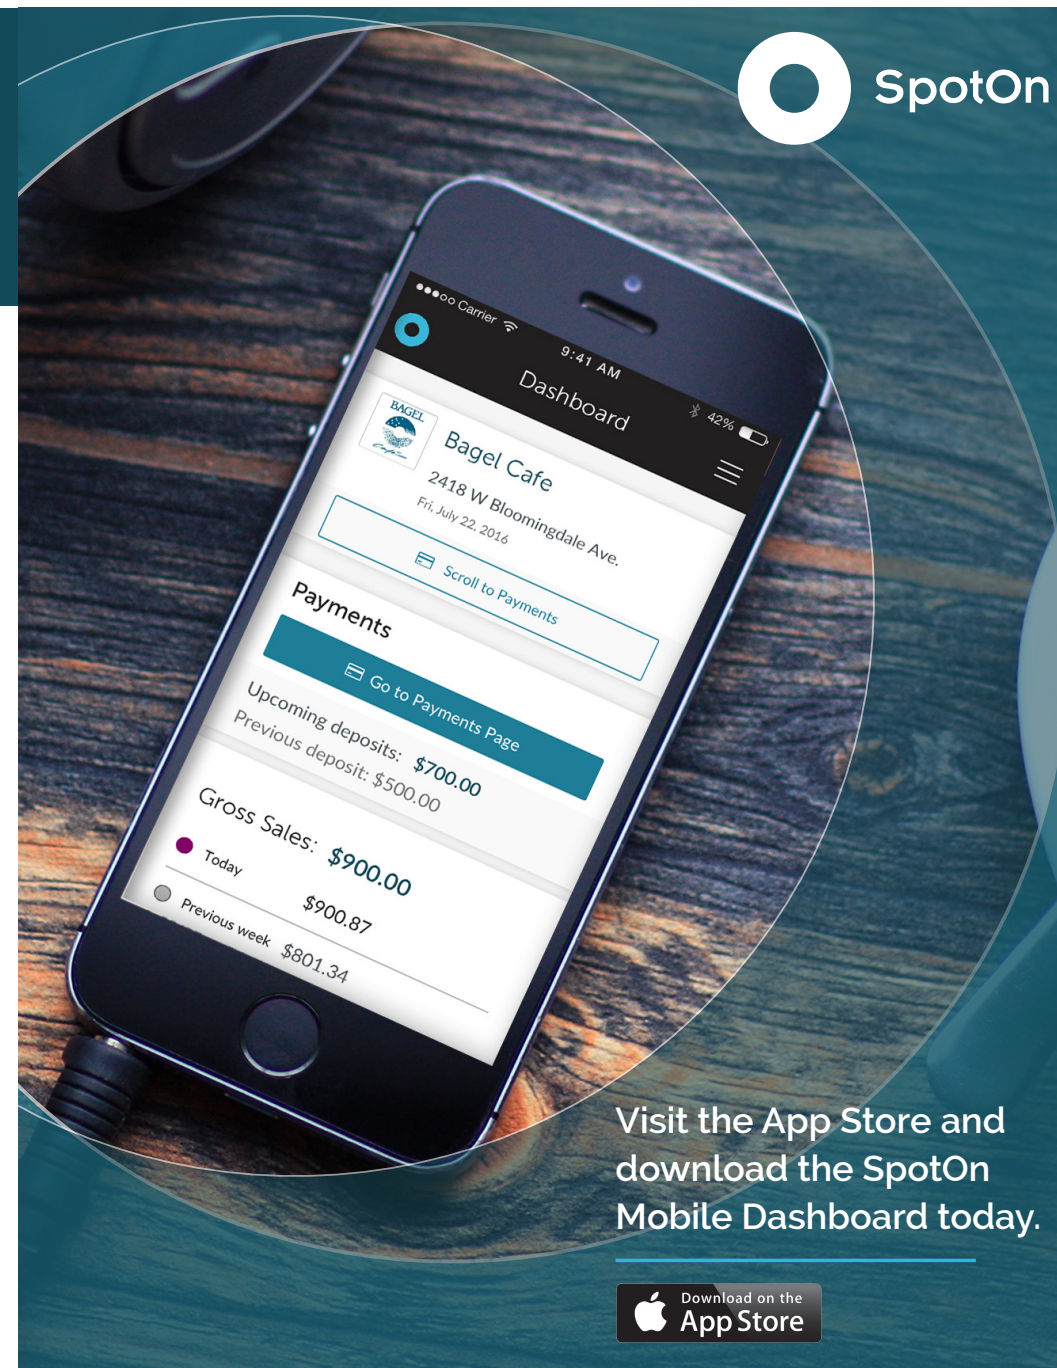 SpotOn
Carrier
9:41 AM
42%
Dashboard
BAGEL
Cafe
Bagel Cafe
2418 W Bloomingdale Ave.
Fri, July 22, 2016
Scroll to Payments
Payments
Go to Payments Page
Upcoming deposits: $700.00
Previous deposit: $500.00
Gross Sales: $900.00
Today $900.87
Previous week $801.34
Visit the App Store and
download the SpotOn
Mobile Dashboard today.
Download on the
App Store